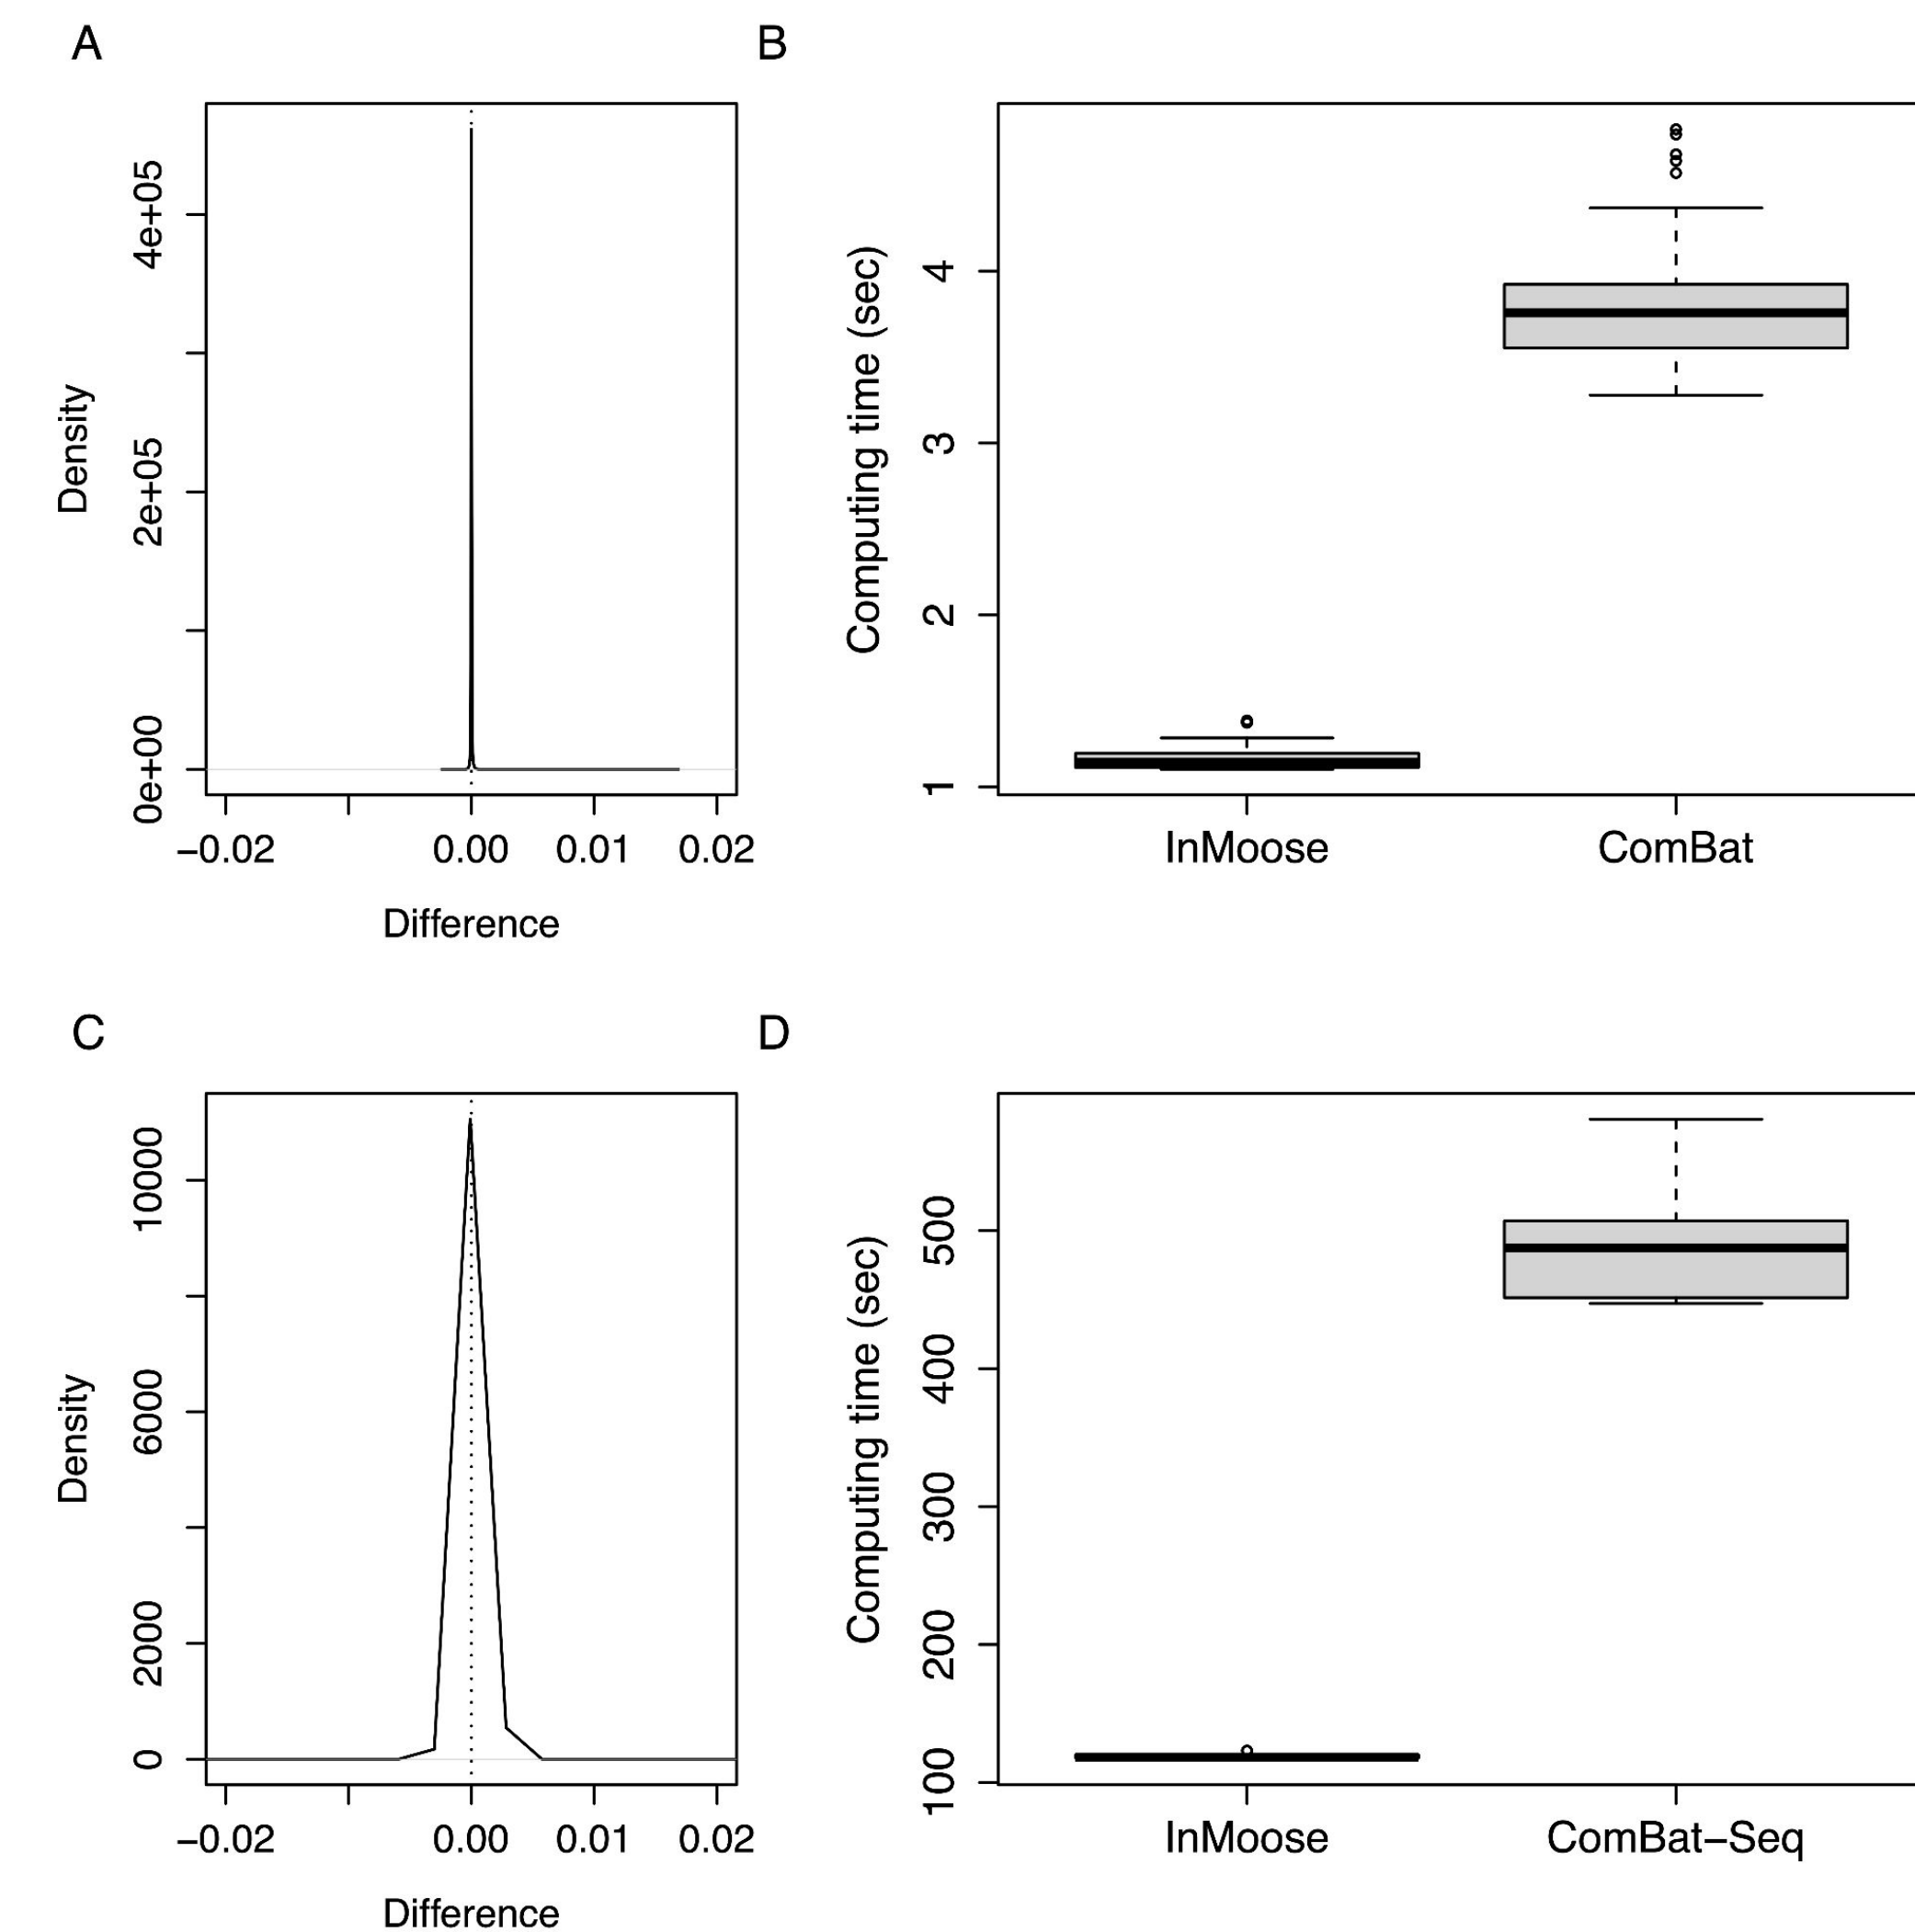 A
B
Density
0e+00
2e+05
4e+05
−0.02
0.00
0.01
0.02
Difference
Computing time (sec)
1
2
3
4
InMoose
ComBat
C
D
Density
0
2000
6000
10000
−0.02
0.00
0.01
0.02
Difference
Computing time (sec)
100
200
300
400
500
InMoose
ComBat−Seq